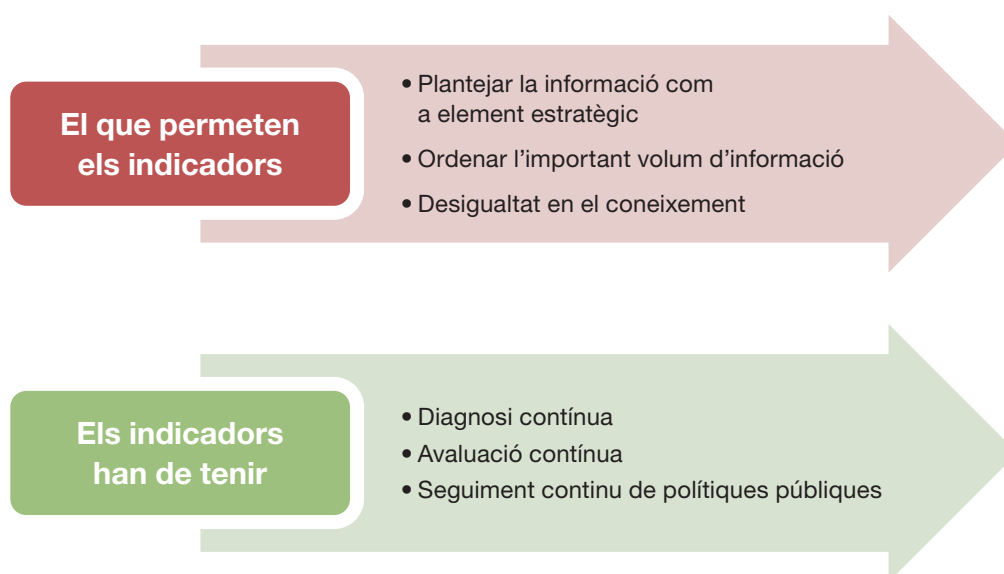 El que permeten
els indicadors
• Plantejar la informació com
a element estratègic
• Ordenar l’important volum d’informació
• Desigualtat en el coneixement
Els indicadors
han de tenir
• Diagnosi contínua
• Avaluació contínua
• Seguiment continu de polítiques públiques